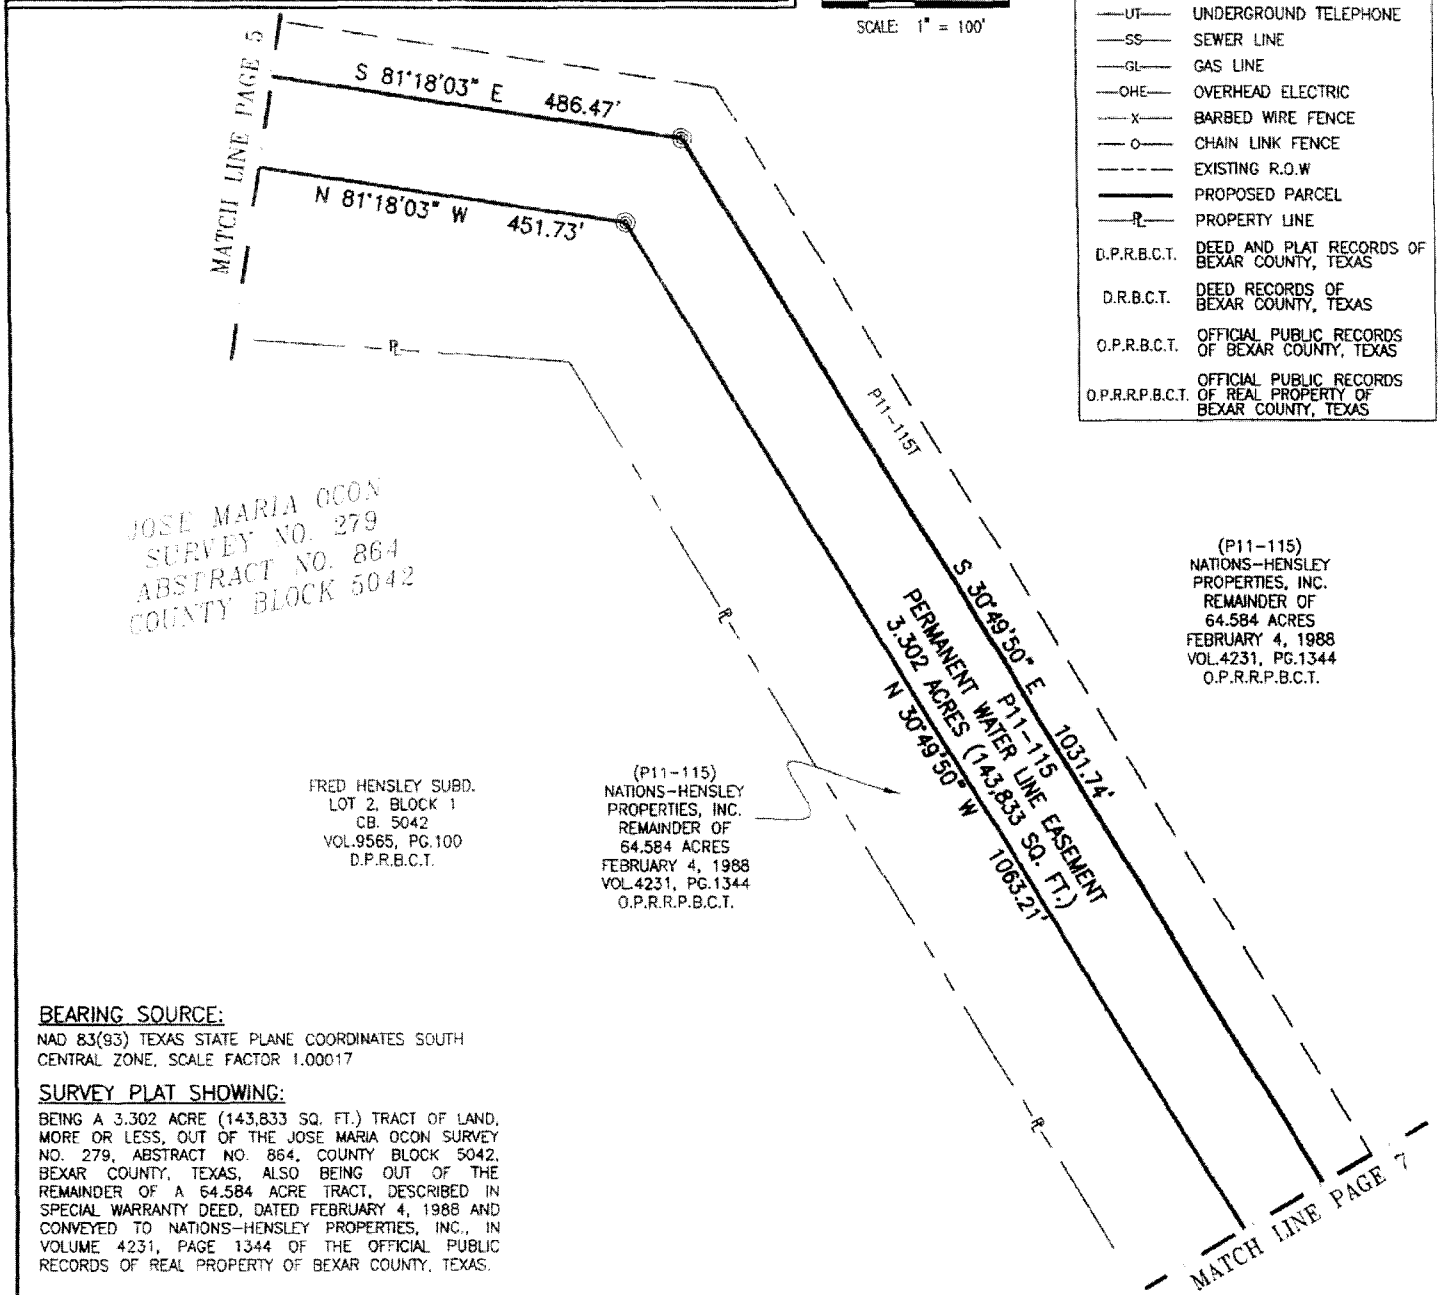 SCALE: 1" = 100'
—UT— UNDERGROUND TELEPHONE
—SS— SEWER LINE
—GL— GAS LINE
—OHE— OVERHEAD ELECTRIC
—X— BARBED WIRE FENCE
—O— CHAIN LINK FENCE
EXISTING R.O.W
PROPOSED PARCEL
—PL— PROPERTY LINE
D.P.R.B.C.T. DEED AND PLAT RECORDS OF
BEXAR COUNTY, TEXAS
D.R.B.C.T. DEED RECORDS OF
BEXAR COUNTY, TEXAS
O.P.R.B.C.T. OFFICIAL PUBLIC RECORDS
OF BEXAR COUNTY, TEXAS
O.P.R.R.P.B.C.T. OFFICIAL PUBLIC RECORDS
OF REAL PROPERTY OF
BEXAR COUNTY, TEXAS
MATCH LINE PAGE 5
S 81°18'03" E 486.47'
N 81°18'03" W 451.73'
PL
P11-115T
JOSE MARIA OCON
SURVEY NO. 279
ABSTRACT NO. 864
COUNTY BLOCK 5042
(P11-115)
NATIONS-HENSLEY
PROPERTIES, INC.
REMAINDER OF
64.584 ACRES
FEBRUARY 4, 1988
VOL.4231, PG.1344
O.P.R.R.P.B.C.T.
S 30°49'50" E 1031.74'
P11-115
PERMANENT WATER LINE EASEMENT
3.302 ACRES (143,833 SQ. FT.)
N 30°49'50" W 1063.21'
PL
FRED HENSLEY SUBD.
LOT 2, BLOCK 1
CB. 5042
VOL.9565, PG.100
D.P.R.B.C.T.
(P11-115)
NATIONS-HENSLEY
PROPERTIES, INC.
REMAINDER OF
64.584 ACRES
FEBRUARY 4, 1988
VOL.4231, PG.1344
O.P.R.R.P.B.C.T.
PL
MATCH LINE PAGE 7
BEARING SOURCE:
NAD 83(93) TEXAS STATE PLANE COORDINATES SOUTH
CENTRAL ZONE, SCALE FACTOR 1.00017
SURVEY PLAT SHOWING:
BEING A 3.302 ACRE (143,833 SQ. FT.) TRACT OF LAND,
MORE OR LESS, OUT OF THE JOSE MARIA OCON SURVEY
NO. 279, ABSTRACT NO. 864, COUNTY BLOCK 5042,
BEXAR COUNTY, TEXAS, ALSO BEING OUT OF THE
REMAINDER OF A 64.584 ACRE TRACT, DESCRIBED IN
SPECIAL WARRANTY DEED, DATED FEBRUARY 4, 1988 AND
CONVEYED TO NATIONS-HENSLEY PROPERTIES, INC., IN
VOLUME 4231, PAGE 1344 OF THE OFFICIAL PUBLIC
RECORDS OF REAL PROPERTY OF BEXAR COUNTY, TEXAS.